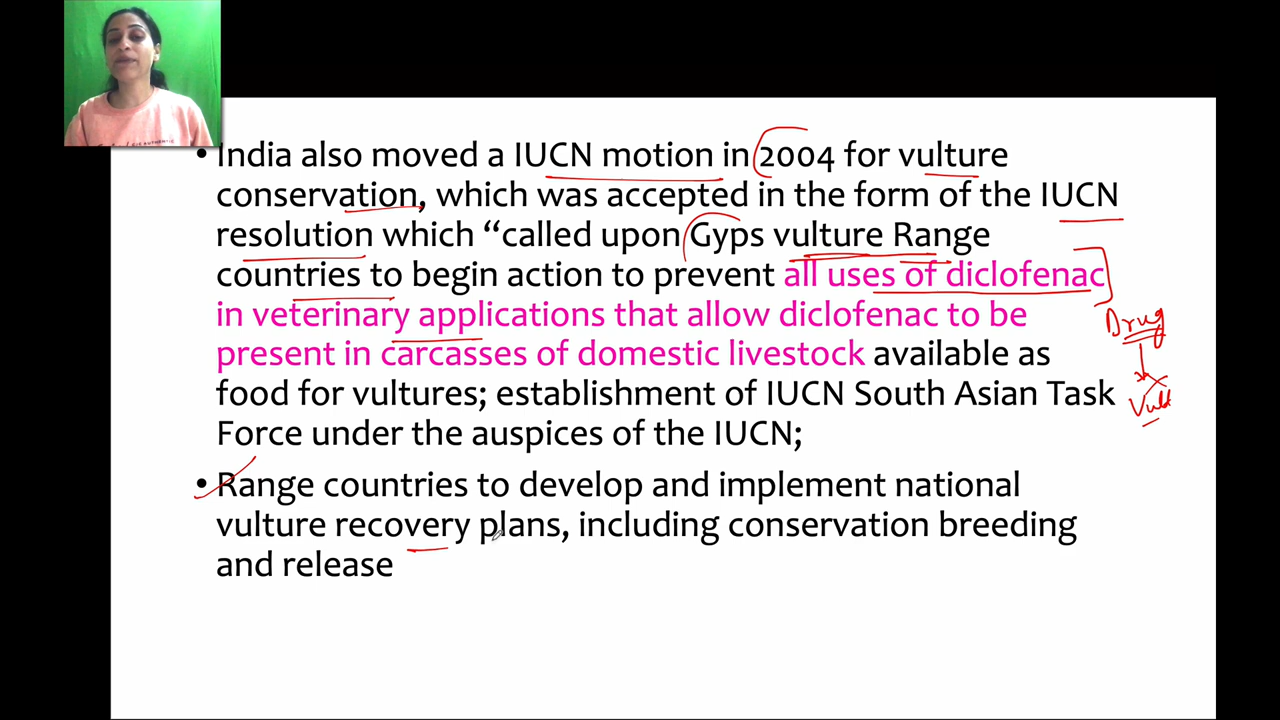 • India also moved a IUCN motion in 2004 for vulture
conservation, which was accepted in the form of the IUCN
resolution which “called upon Gyps vulture Range
countries to begin action to prevent all uses of diclofenac
in veterinary applications that allow diclofenac to be
present in carcasses of domestic livestock available as
food for vultures; establishment of IUCN South Asian Task
Force under the auspices of the IUCN;
• Range countries to develop and implement national
vulture recovery plans, including conservation breeding
and release
Drug